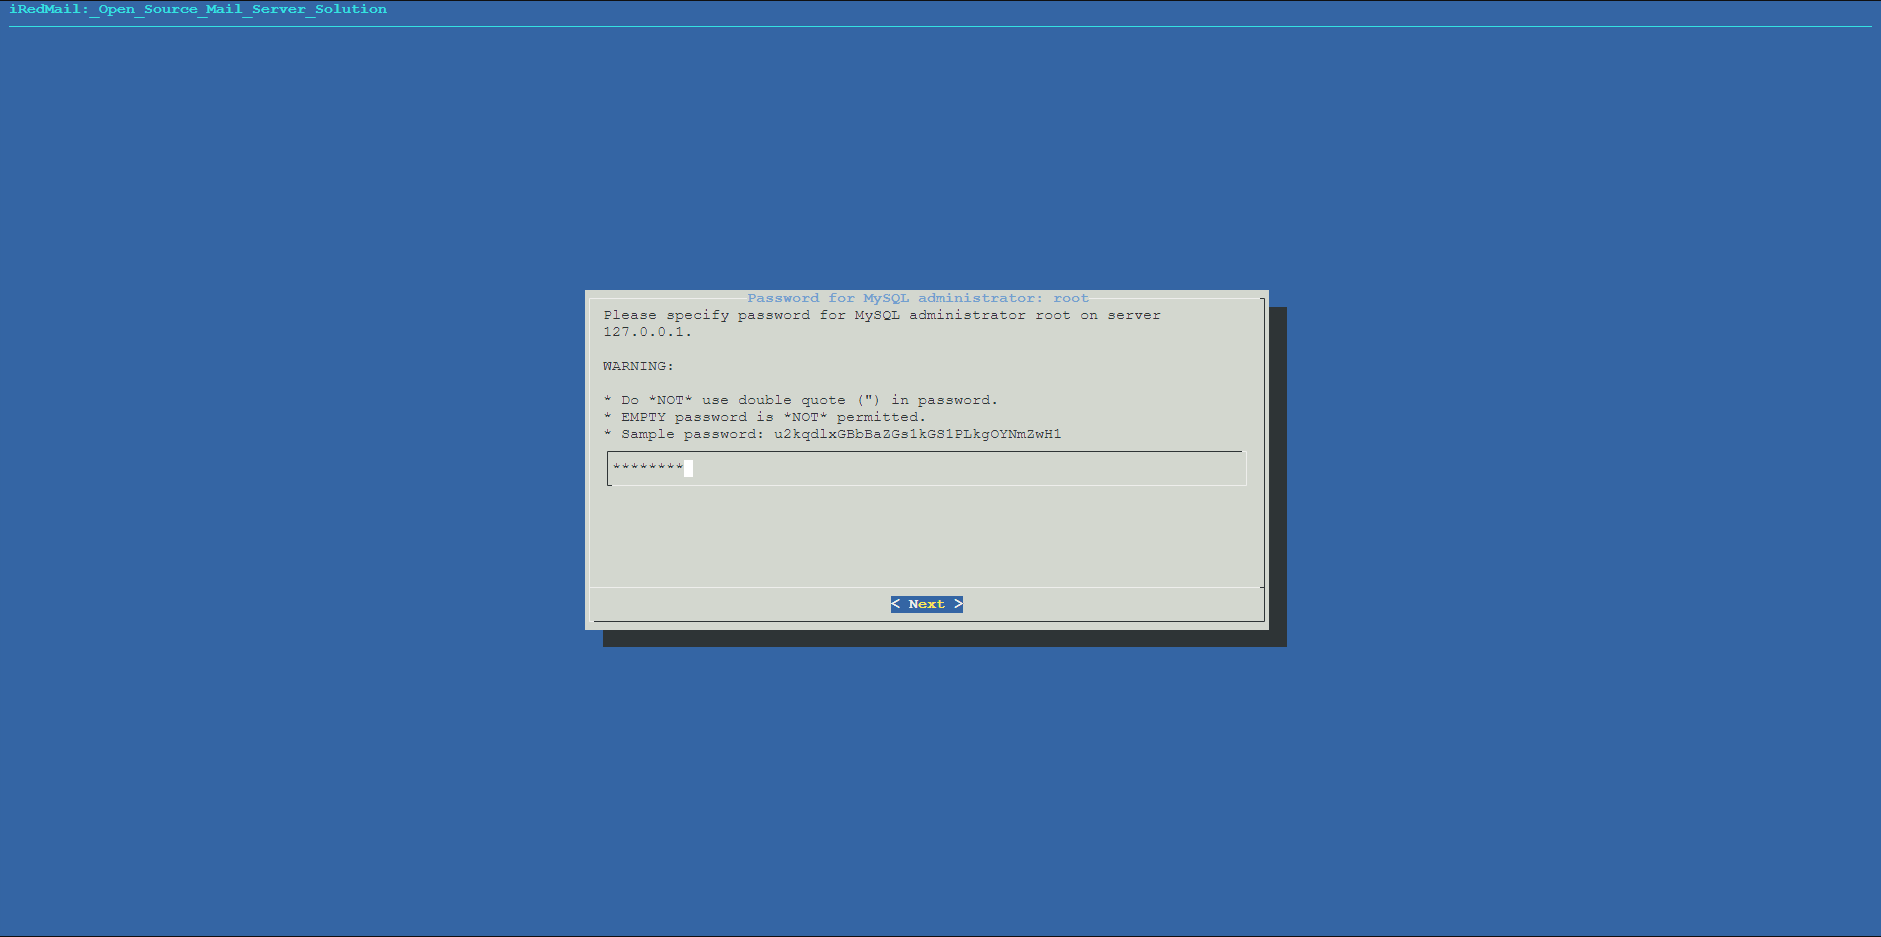 iRedMail:_Open_Source_Mail_Server_Solution
Password for MySQL administrator: root
Please specify password for MySQL administrator root on server
127.0.0.1.
WARNING:
* Do *NOT* use double quote (") in password.
* EMPTY password is *NOT* permitted.
* Sample password: u2kqdlxGBbBaZGs1kGS1PLkgOYNmZwH1
********
< Next >